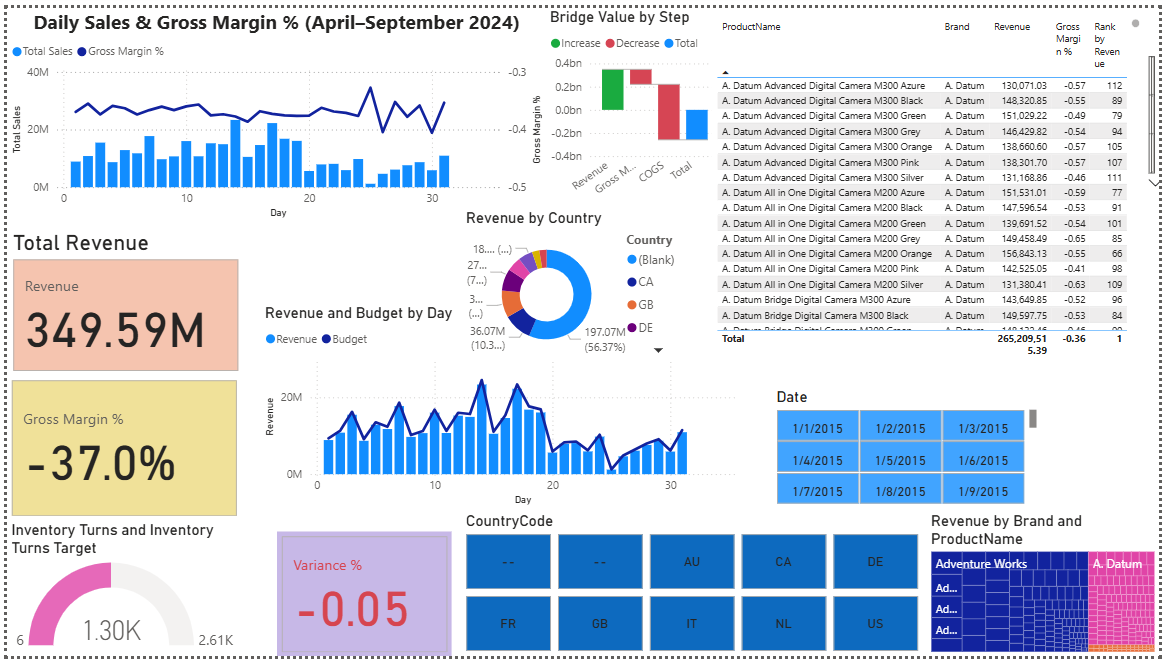 Daily Sales & Gross Margin % (April–September 2024)
Total Sales Gross Margin %
40M
20M
0M
Total Sales
-0.3
-0.4
-0.5
Gross Margin %
0 10 20 30
Day
Bridge Value by Step
Increase Decrease Total
0.4bn
0.2bn
0.0bn
-0.2bn
-0.4bn
Revenue
Gross M...
COGS
Total
ProductName Brand Revenue Gross Margi n % Rank by Reven ue
A. Datum Advanced Digital Camera M300 Azure A. Datum 130,071.03 -0.57 112
A. Datum Advanced Digital Camera M300 Black A. Datum 148,320.85 -0.55 89
A. Datum Advanced Digital Camera M300 Green A. Datum 151,029.22 -0.49 79
A. Datum Advanced Digital Camera M300 Grey A. Datum 146,429.82 -0.54 94
A. Datum Advanced Digital Camera M300 Orange A. Datum 138,660.60 -0.57 105
A. Datum Advanced Digital Camera M300 Pink A. Datum 138,301.70 -0.57 107
A. Datum Advanced Digital Camera M300 Silver A. Datum 131,168.86 -0.46 111
A. Datum All in One Digital Camera M200 Azure A. Datum 151,531.01 -0.59 77
A. Datum All in One Digital Camera M200 Black A. Datum 147,596.54 -0.53 91
A. Datum All in One Digital Camera M200 Green A. Datum 139,691.52 -0.54 101
A. Datum All in One Digital Camera M200 Grey A. Datum 149,458.49 -0.65 85
A. Datum All in One Digital Camera M200 Orange A. Datum 156,843.13 -0.55 66
A. Datum All in One Digital Camera M200 Pink A. Datum 142,525.05 -0.41 98
A. Datum All in One Digital Camera M200 Silver A. Datum 131,380.41 -0.63 109
A. Datum Bridge Digital Camera M300 Azure A. Datum 143,649.85 -0.52 96
A. Datum Bridge Digital Camera M300 Black A. Datum 149,597.75 -0.53 84
Total 265,209,51 -0.36 1
5.39
Total Revenue
Revenue
349.59M
Gross Margin %
-37.0%
Revenue by Country
18.... (...)
27...
(7...)
3...
(...)
36.07M
(10.3...)
197.07M
(56.37%)
Country
(Blank)
CA
GB
DE
Revenue and Budget by Day
Revenue Budget
20M
0M
Revenue
0 10 20 30
Day
Date
1/1/2015 1/2/2015 1/3/2015
1/4/2015 1/5/2015 1/6/2015
1/7/2015 1/8/2015 1/9/2015
Inventory Turns and Inventory
Turns Target
6 1.30K 2.61K
Variance %
-0.05
CountryCode
-- -- AU CA DE
FR GB IT NL US
Revenue by Brand and
ProductName
Adventure Works A. Datum
Ad...
Ad...
Ad...